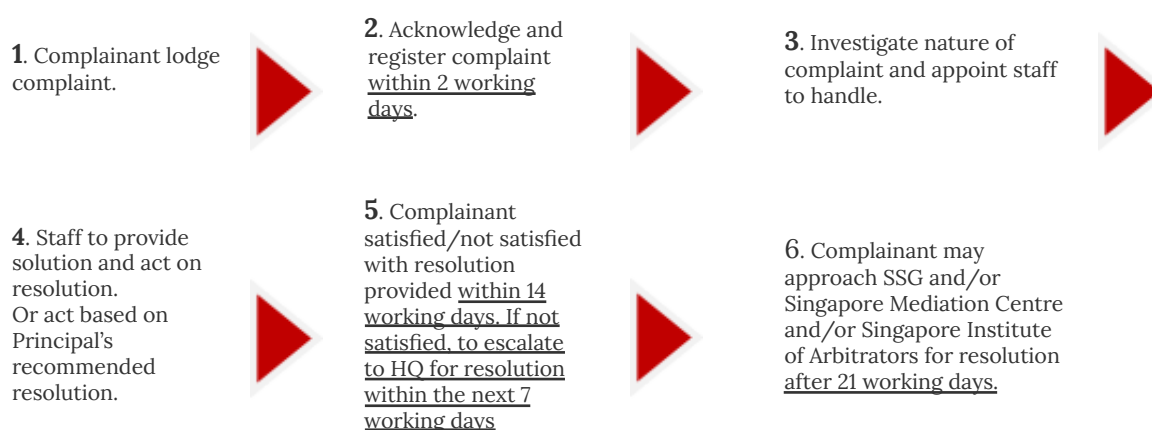 1. Complainant lodge
complaint.
2. Acknowledge and
register complaint
within 2 working
days.
3. Investigate nature of
complaint and appoint staff
to handle.
4. Staff to provide
solution and act on
resolution.
Or act based on
Principal's
recommended
resolution.
5. Complainant
satisfied/not satisfied
with resolution
provided within 14
working days. If not
satisfied, to escalate
to HQ for resolution
within the next 7
working days
6. Complainant may
approach SSG and/or
Singapore Mediation Centre
and/or Singapore Institute
of Arbitrators for resolution
after 21 working days.